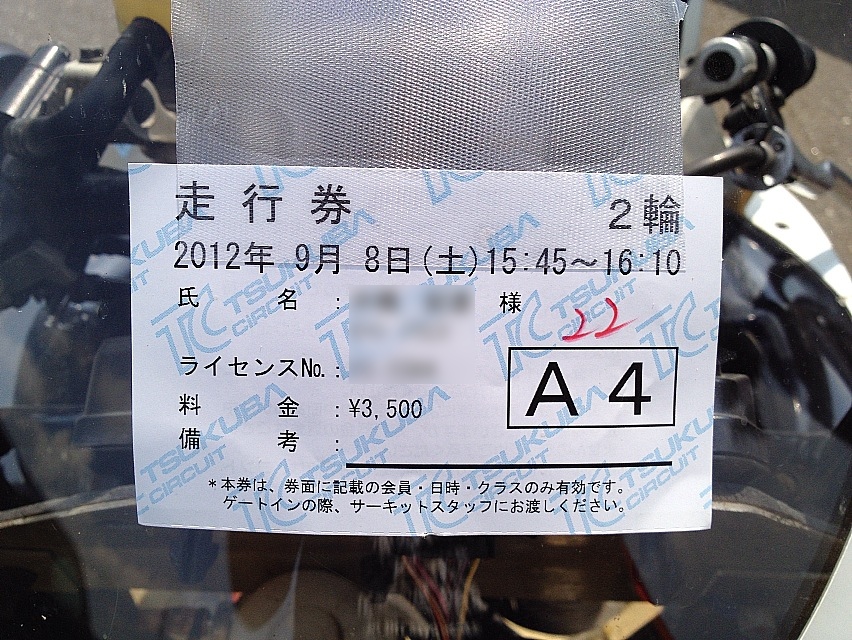 走行券 2輪
2012年 9月 8日(土)15:45～16:10
氏名: 様
22
ライセンスNo.:
A4
料金:¥3,500
備考:
*本券は、券面に記載の会員・日時・クラスのみ有効です。
ゲートインの際、サーキットスタッフにお渡しください。
TSUKUBA
CIRCUIT